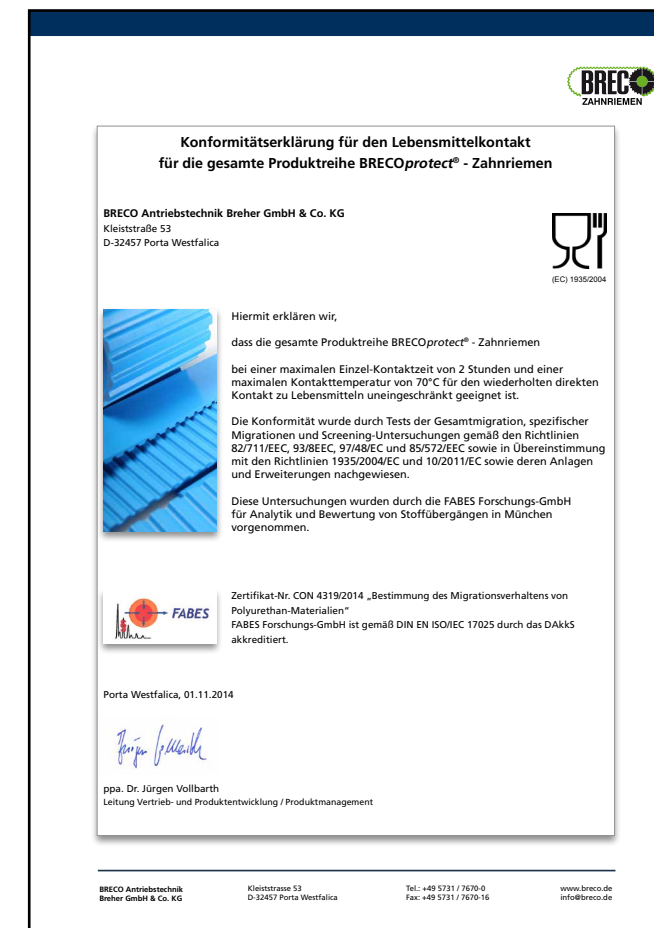 BRECO
ZAHNRIEMEN
Konformitätserklärung für den Lebensmittelkontakt
für die gesamte Produktreihe BRECOprotect® - Zahnriemen
BRECO Antriebstechnik Breher GmbH & Co. KG
Kleiststraße 53
D-32457 Porta Westfalica
(EC) 1935/2004
Hiermit erklären wir,
dass die gesamte Produktreihe BRECOprotect® - Zahnriemen
bei einer maximalen Einzel-Kontaktzeit von 2 Stunden und einer
maximalen Kontakttemperatur von 70°C für den wiederholten direkten
Kontakt zu Lebensmitteln uneingeschränkt geeignet ist.
Die Konformität wurde durch Tests der Gesamtmigration, spezifischer
Migrationen und Screening-Untersuchungen gemäß den Richtlinien
82/711/EEC, 93/8EEC, 97/48/EC und 85/572/EEC sowie in Übereinstimmung
mit den Richtlinien 1935/2004/EC und 10/2011/EC sowie deren Anlagen
und Erweiterungen nachgewiesen.
Diese Untersuchungen wurden durch die FABES Forschungs-GmbH
für Analytik und Bewertung von Stoffübergängen in München
vorgenommen.
FABES
Zertifikat-Nr. CON 4319/2014 „Bestimmung des Migrationsverhaltens von
Polyurethan-Materialien“
FABES Forschungs-GmbH ist gemäß DIN EN ISO/IEC 17025 durch das DAkkS
akkreditiert.
Porta Westfalica, 01.11.2014
ppa. Dr. Jürgen Vollbarth
Leitung Vertrieb- und Produktentwicklung / Produktmanagement
BRECO Antriebstechnik
Breher GmbH & Co. KG
Kleiststrasse 53
D-32457 Porta Westfalica
Tel.: +49 5731 / 7670-0
Fax: +49 5731 / 7670-16
www.breco.de
info@breco.de